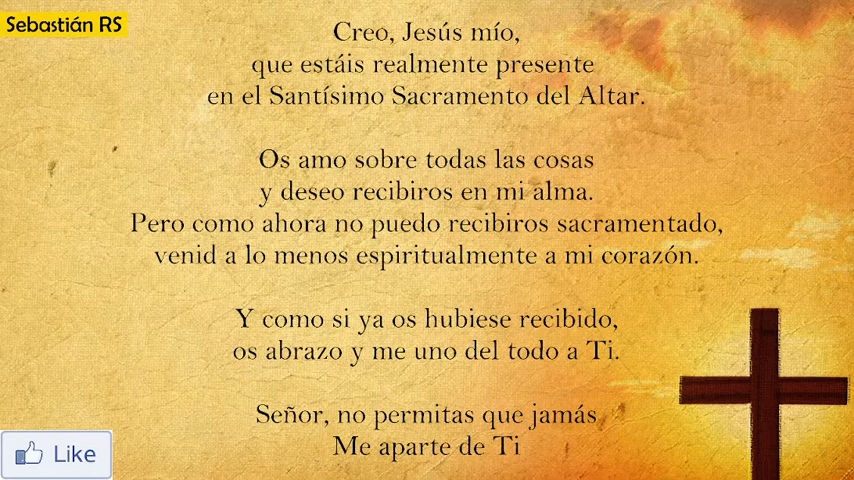 Sebastián RS
Creo, Jesús mío,
que estáis realmente presente
en el Santísimo Sacramento del Altar.
Os amo sobre todas las cosas
y deseo recibiros en mi alma.
Pero como ahora no puedo recibiros sacramentado,
venid a lo menos espiritualmente a mi corazón.
Y como si ya os hubiese recibido,
os abrazo y me uno del todo a Ti.
Señor, no permitas que jamás
Me aparte de Ti
Like